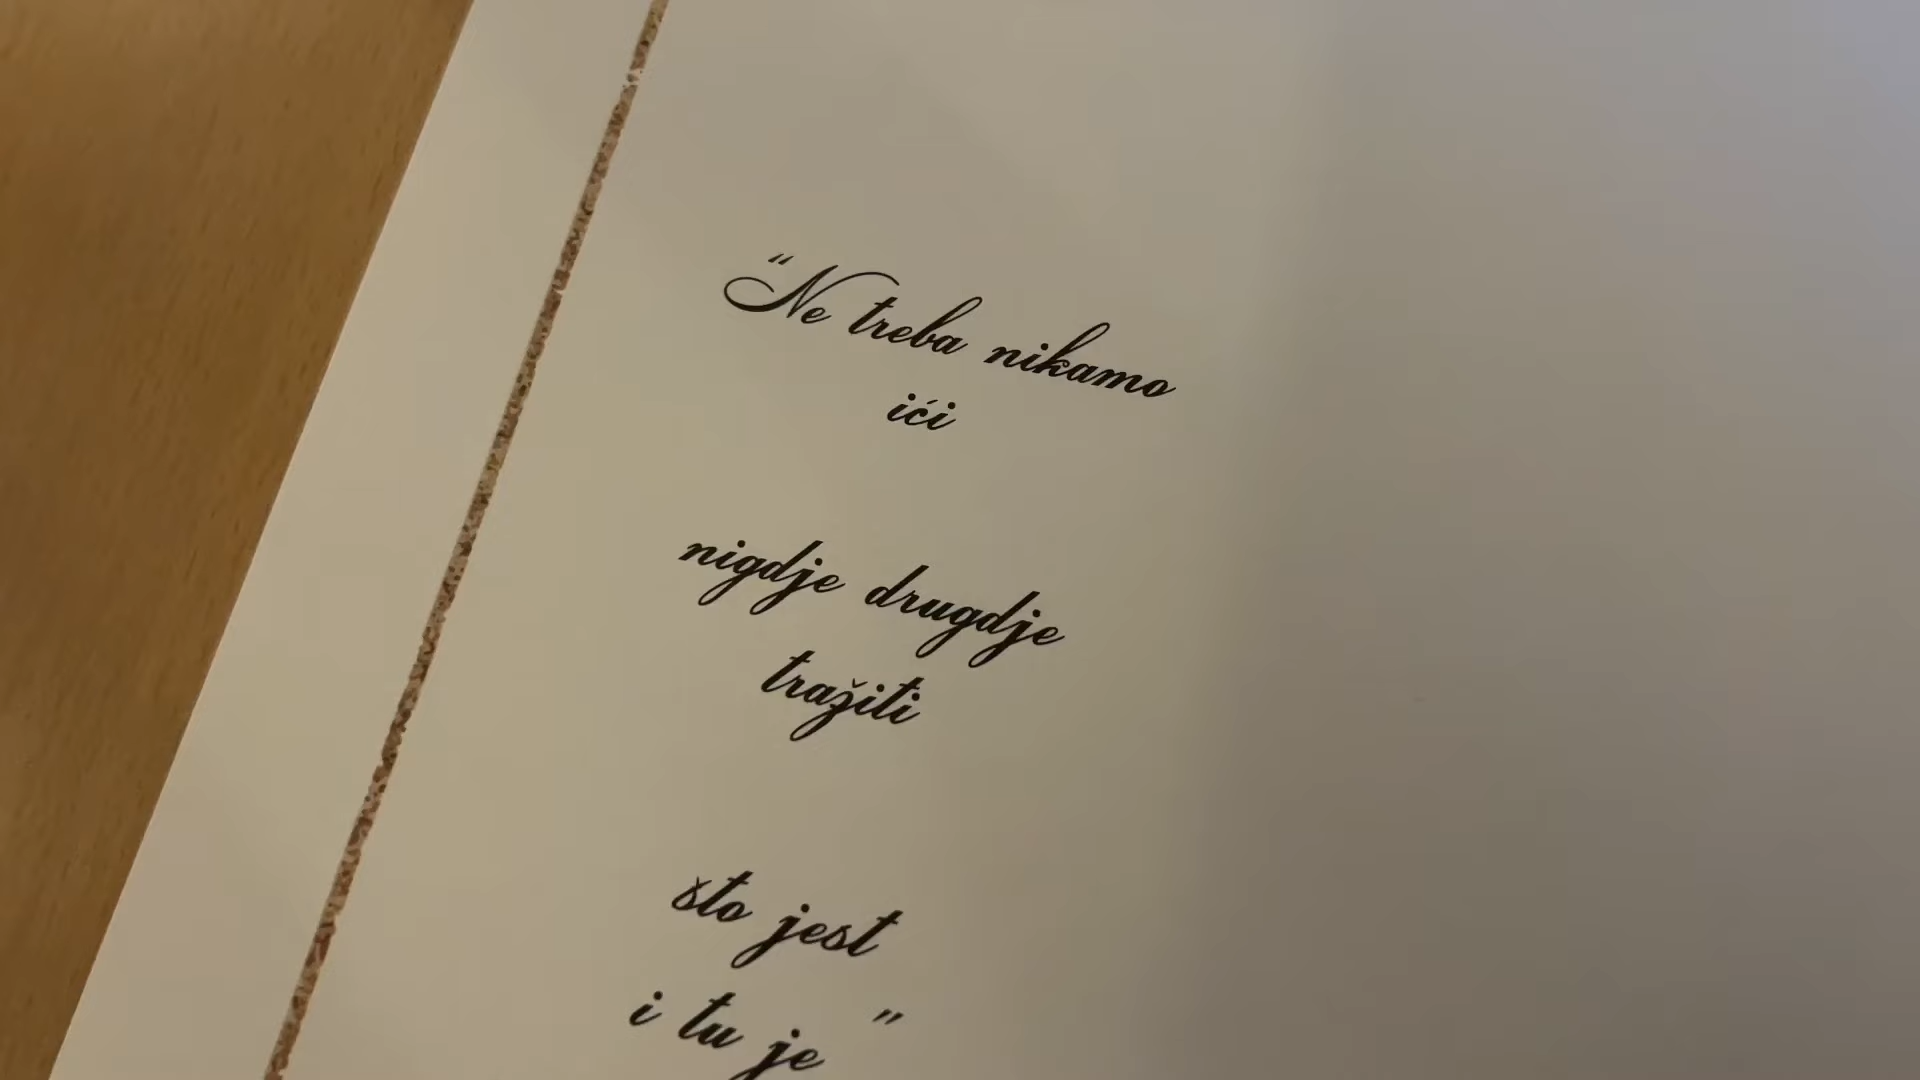 “Ne treba nikamo
ići
nigdje drugdje
tražiti
što jest
i tu je ”